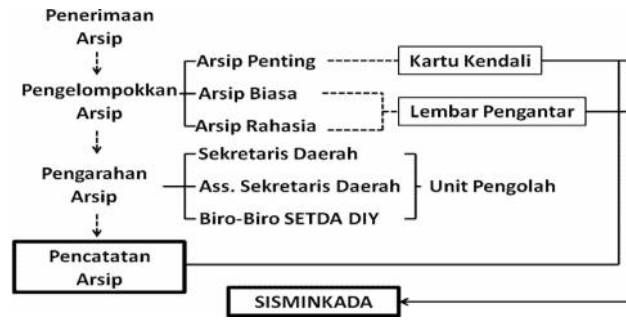 Penerimaan
Arsip
Pengelompokkan
Arsip
Arsip Penting
Kartu Kendali
Arsip Biasa
Arsip Rahasia
Lembar Pengantar
Pengarahan
Arsip
Sekretaris Daerah
Ass. Sekretaris Daerah
Biro-Biro SETDA DIY
Unit Pengolah
Pencatatan
Arsip
SISMINKADA